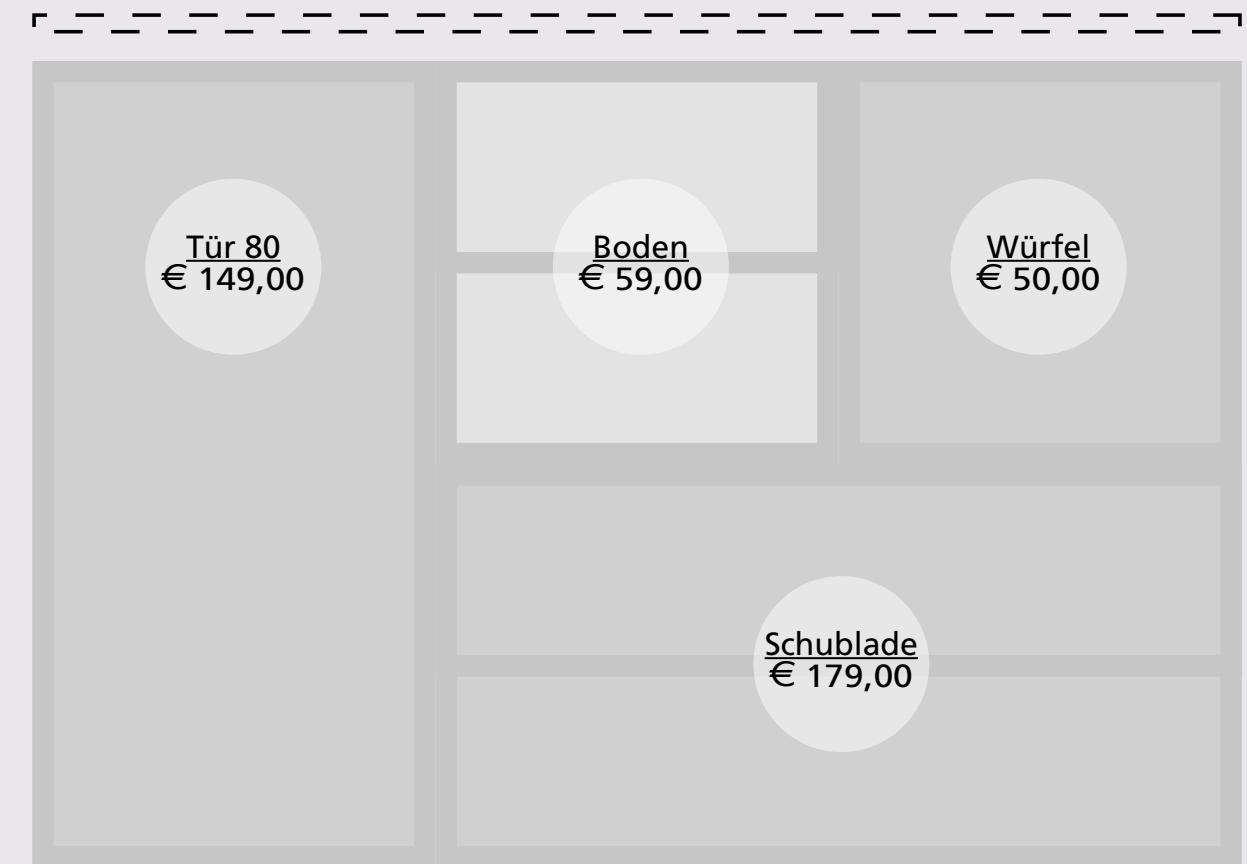 Tür 80
€ 149,00
Boden
€ 59,00
Würfel
€ 50,00
Schublade
€ 179,00